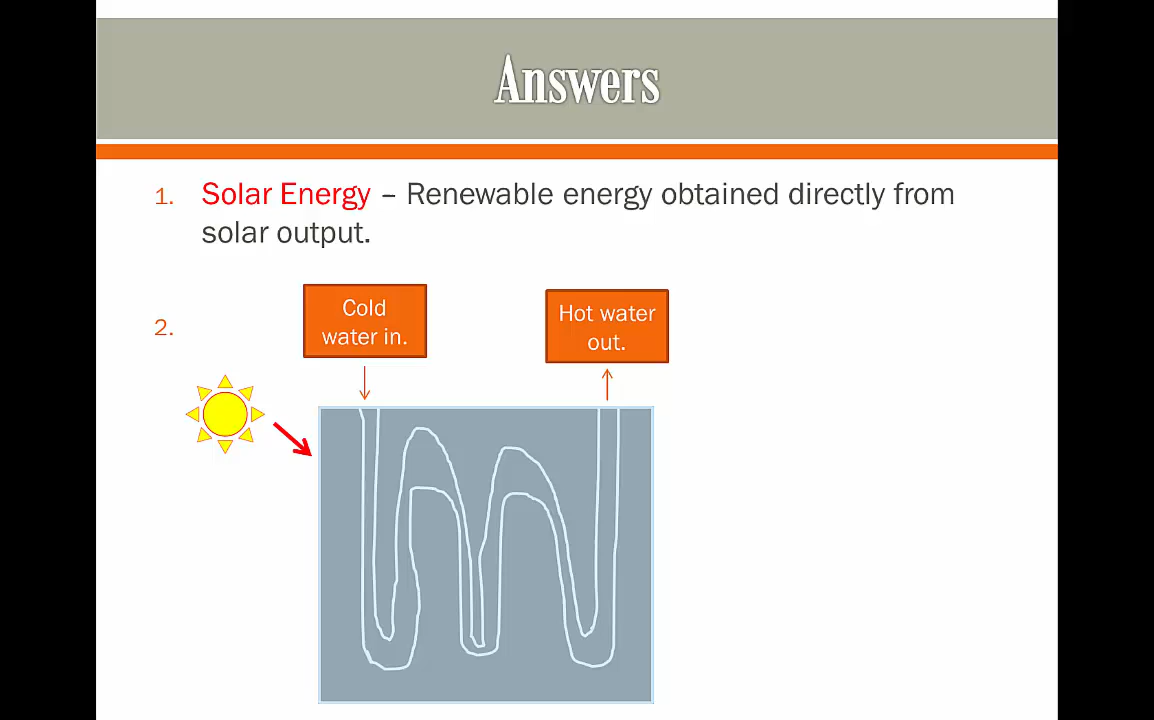 Answers
1. Solar Energy – Renewable energy obtained directly from
solar output.
2.
Cold
water in.
Hot water
out.